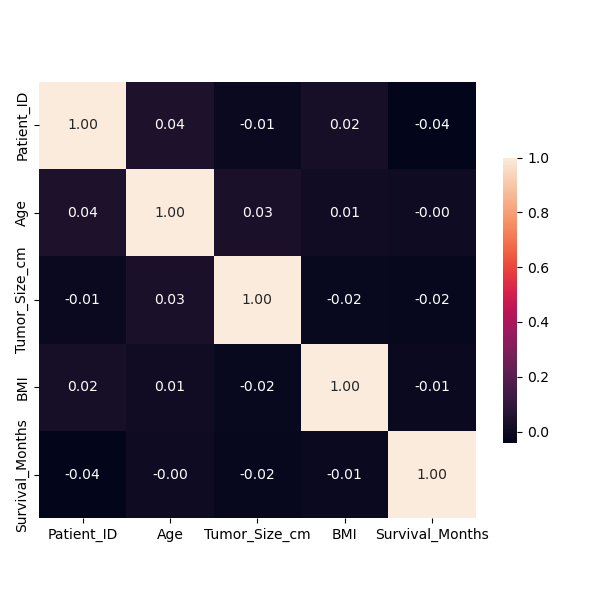 Patient_ID
1.00 0.04 -0.01 0.02 -0.04
Age
0.04 1.00 0.03 0.01 -0.00
Tumor_Size_cm
-0.01 0.03 1.00 -0.02 -0.02
BMI
0.02 0.01 -0.02 1.00 -0.01
Survival_Months
-0.04 -0.00 -0.02 -0.01 1.00
Patient_ID Age Tumor_Size_cm BMI Survival_Months
1.0
0.8
0.6
0.4
0.2
0.0